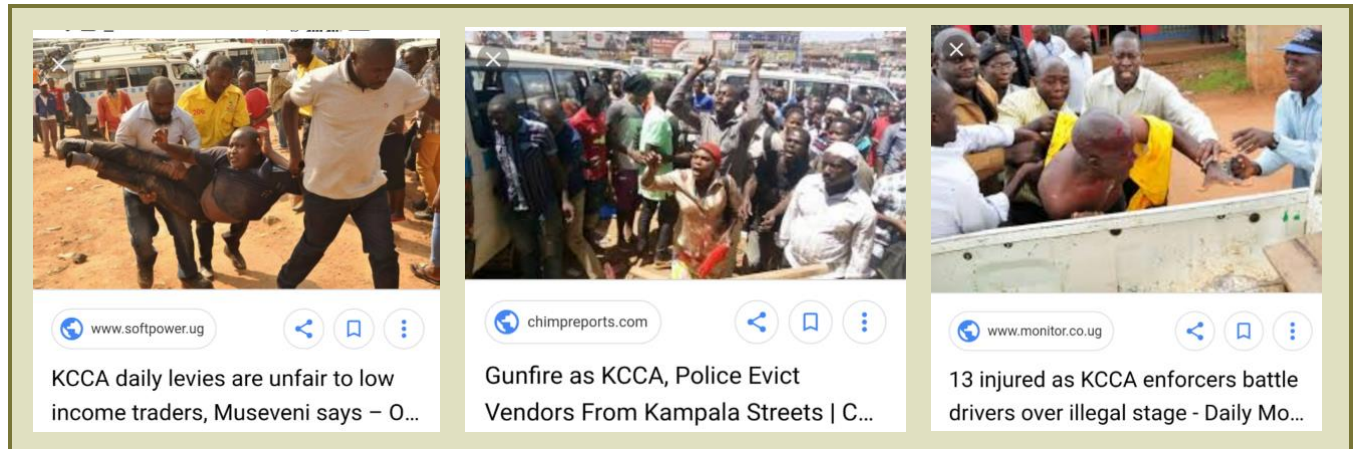 www.softpower.ug
KCCA daily levies are unfair to low
income traders, Museveni says – O...
chimpreports.com
Gunfire as KCCA, Police Evict
Vendors From Kampala Streets | C...
www.monitor.co.ug
13 injured as KCCA enforcers battle
drivers over illegal stage - Daily Mo...